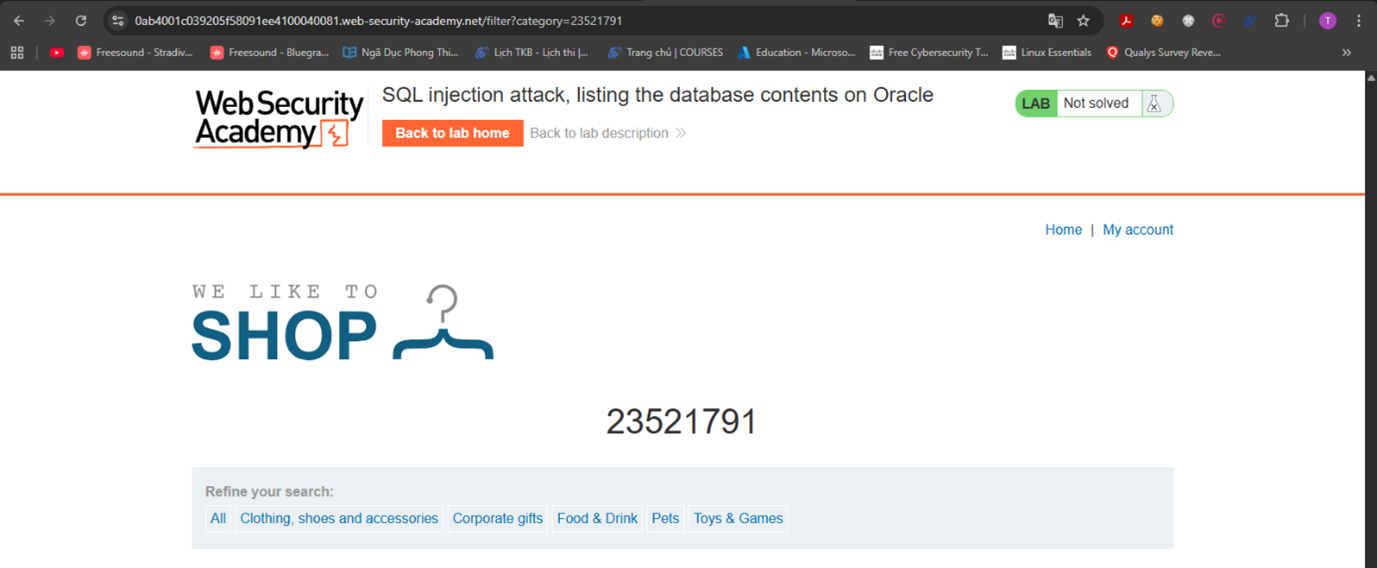 0ab4001c039205f58091ee4100040081.web-security-academy.net/filter?category=23521791
T
Freesound - Stradiv... Freesound - Bluegra... Ngã Dục Phong Thi... Lịch TKB - Lịch thi |... Trang chủ | COURSES Education - Microso... Free Cybersecurity T... Linux Essentials Qualys Survey Reve... »
WebSecurity
Academy
SQL injection attack, listing the database contents on Oracle
LAB Not solved
Back to lab home Back to lab description
Home | My account
WE LIKE TO
SHOP
23521791
Refine your search:
All Clothing, shoes and accessories Corporate gifts Food & Drink Pets Toys & Games